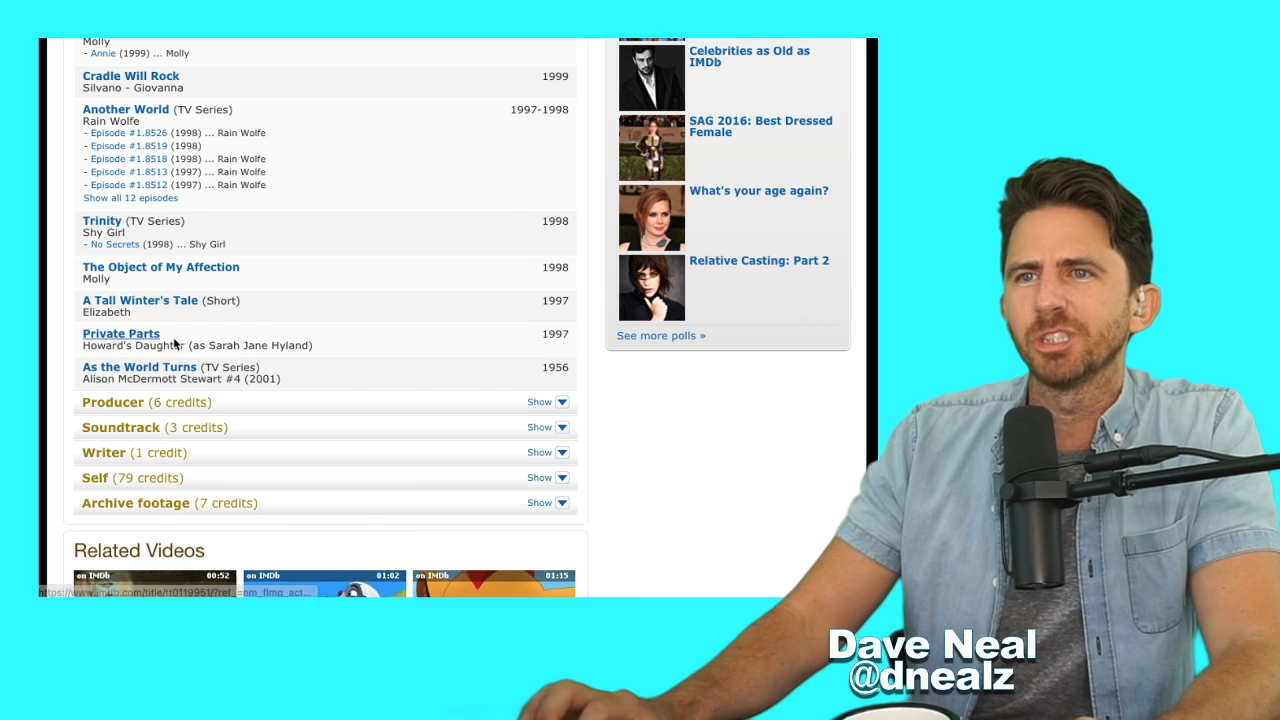 Molly
- Annie (1999) ... Molly
Cradle Will Rock 1999
Silvano - Giovanna
Another World (TV Series) 1997-1998
Rain Wolfe
- Episode #1.8526 (1998) ... Rain Wolfe
- Episode #1.8519 (1998)
- Episode #1.8518 (1998) ... Rain Wolfe
- Episode #1.8513 (1997) ... Rain Wolfe
- Episode #1.8512 (1997) ... Rain Wolfe
Show all 12 episodes
Trinity (TV Series) 1998
Shy Girl
- No Secrets (1998) ... Shy Girl
The Object of My Affection 1998
Molly
A Tall Winter's Tale (Short) 1997
Elizabeth
Private Parts 1997
Howard's Daughter (as Sarah Jane Hyland)
As the World Turns (TV Series) 1956
Alison McDermott Stewart #4 (2001)
Producer (6 credits) Show
Soundtrack (3 credits) Show
Writer (1 credit) Show
Self (79 credits) Show
Archive footage (7 credits) Show
Related Videos
on IMDb 00:52
on IMDb 01:02
on IMDb 01:15
https://www.imdb.com/title/tt0119951/?ref_=nm_flmg_act...
Celebrities as Old as
IMDb
SAG 2016: Best Dressed
Female
What's your age again?
Relative Casting: Part 2
See more polls »
Dave Neal
@dnealz